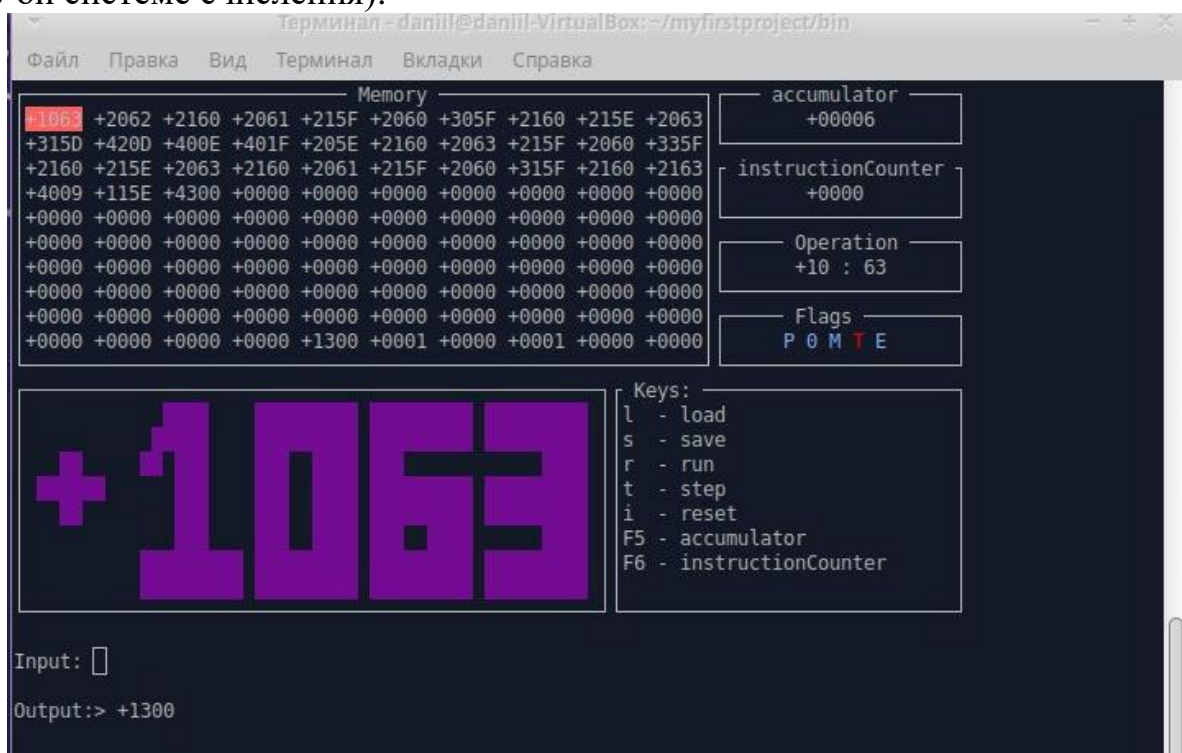 -ой системе счисления).
Терминал - daniil@daniil-VirtualBox: ~/myfirstproject/bin
Файл Правка Вид Терминал Вкладки Справка
Memory
+1063 +2062 +2160 +2061 +215F +2060 +305F +2160 +215E +2063
+315D +420D +400E +401F +205E +2160 +2063 +215F +2060 +335F
+2160 +215E +2063 +2160 +2061 +215F +2060 +315F +2160 +2163
+4009 +115E +4300 +0000 +0000 +0000 +0000 +0000 +0000 +0000
+0000 +0000 +0000 +0000 +0000 +0000 +0000 +0000 +0000 +0000
+0000 +0000 +0000 +0000 +0000 +0000 +0000 +0000 +0000 +0000
+0000 +0000 +0000 +0000 +0000 +0000 +0000 +0000 +0000 +0000
+0000 +0000 +0000 +0000 +0000 +0000 +0000 +0000 +0000 +0000
+0000 +0000 +0000 +0000 +0000 +0000 +0000 +0000 +0000 +0000
+0000 +0000 +0000 +0000 +1300 +0001 +0000 +0001 +0000 +0000
accumulator
+00006
instructionCounter
+0000
Operation
+10 : 63
Flags
P 0 M T E
+1063
Keys:
l - load
s - save
r - run
t - step
i - reset
F5 - accumulator
F6 - instructionCounter
Input:
Output:> +1300